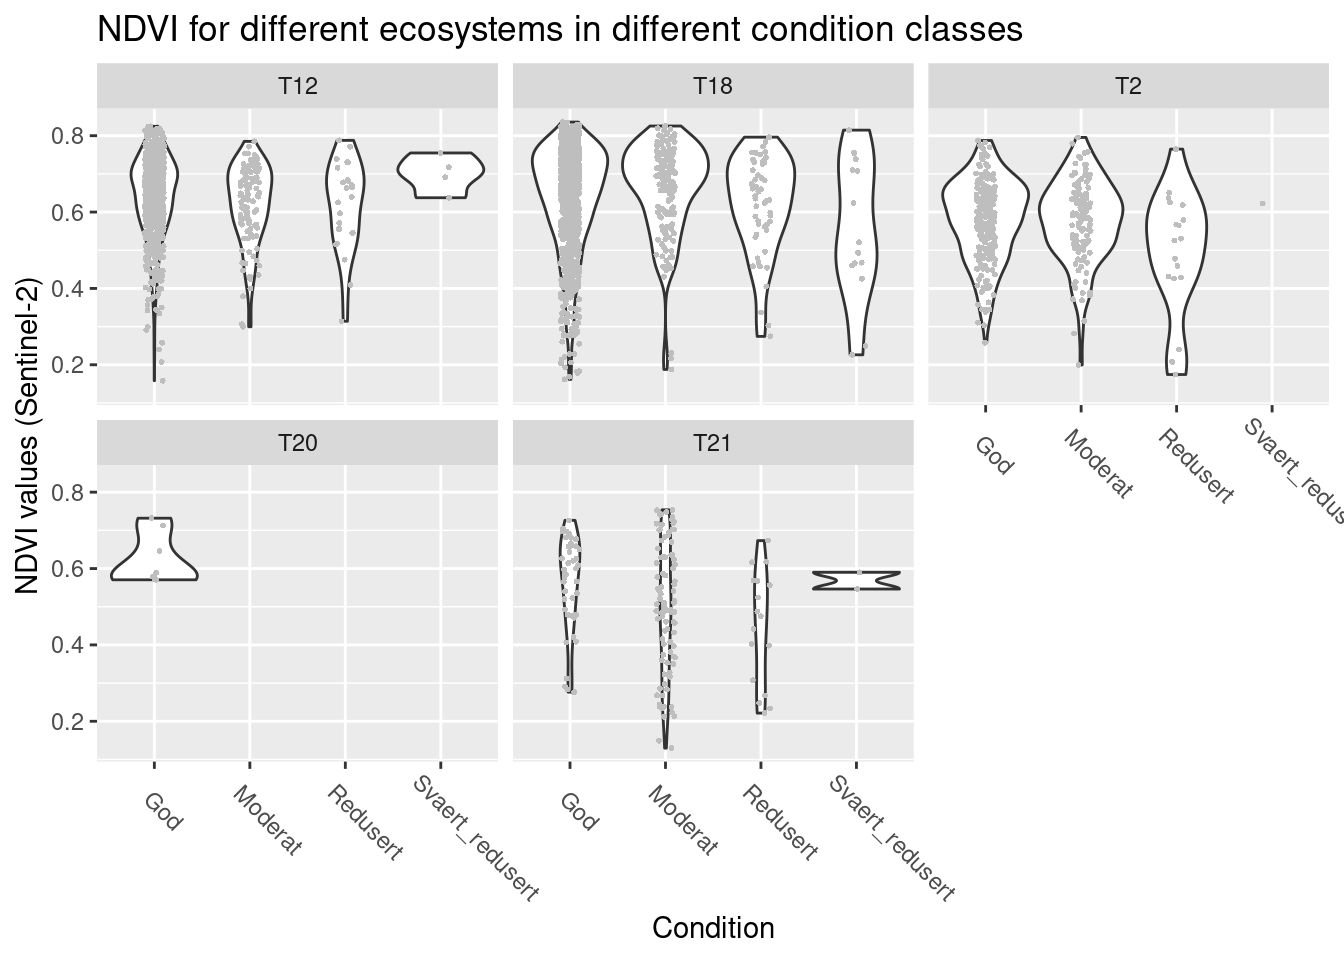 NDVI for different ecosystems in different condition classes
T12
T18
T2
0.8
0.6
0.4
0.2
God
Moderat
Redusert
Svaert_redus
T20
T21
0.8
0.6
0.4
0.2
God
Moderat
Redusert
Svaert_redusert
God
Moderat
Redusert
Svaert_redusert
NDVI values (Sentinel-2)
Condition